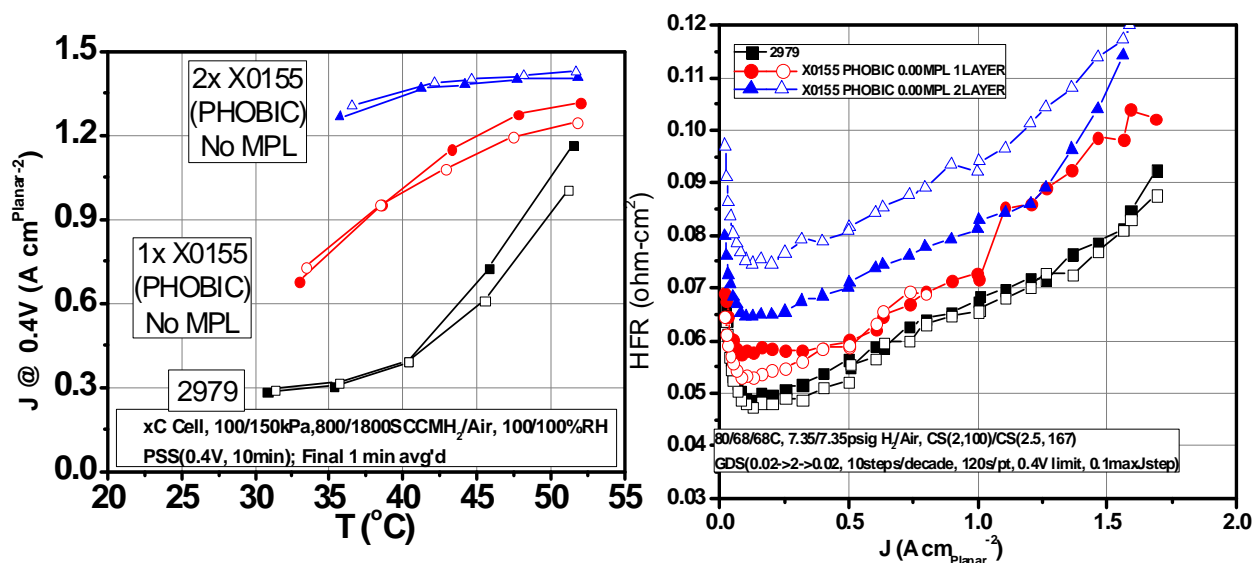 1.5
1.2
0.9
0.6
0.3
0.0
J @ 0.4V (A cm^Planar-2)
2x X0155
(PHOBIC)
No MPL
1x X0155
(PHOBIC)
No MPL
2979
xC Cell, 100/150kPa,800/1800SCCMH2/Air, 100/100%RH
PSS(0.4V, 10min); Final 1 min avg'd
20 25 30 35 40 45 50 55
T (°C)
0.12
0.11
0.10
0.09
0.08
0.07
0.06
0.05
0.04
0.03
HFR (ohm-cm²)
2979
X0155 PHOBIC 0.00MPL 1 LAYER
X0155 PHOBIC 0.00MPL 2 LAYER
80/68/68C, 7.35/7.35psig H2/Air, CS(2,100)/CS(2.5, 167)
GDS(0.02->2->0.02, 10steps/decade, 120s/pt, 0.4V limit, 0.1maxJstep)
0.0 0.5 1.0 1.5 2.0
J (A cm_Planar^-2)